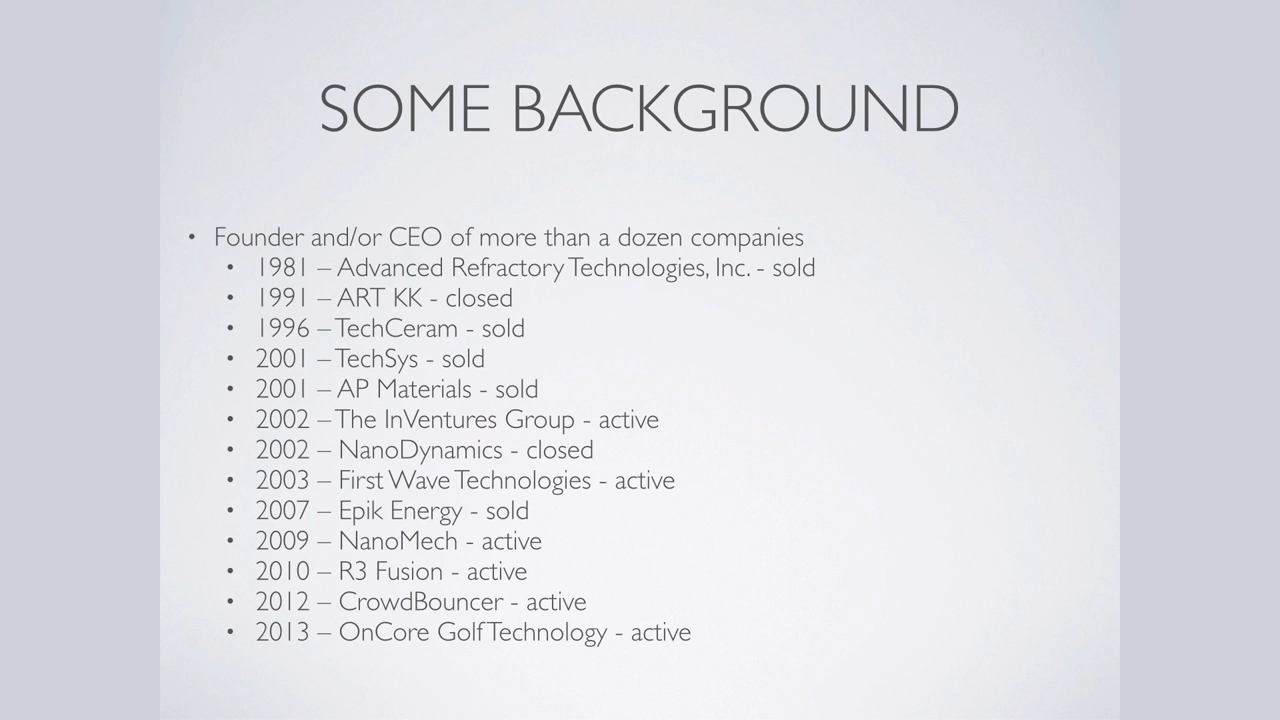 SOME BACKGROUND
• Founder and/or CEO of more than a dozen companies
• 1981 – Advanced Refractory Technologies, Inc. - sold
• 1991 – ART KK - closed
• 1996 – TechCeram - sold
• 2001 – TechSys - sold
• 2001 – AP Materials - sold
• 2002 – The InVentures Group - active
• 2002 – NanoDynamics - closed
• 2003 – First Wave Technologies - active
• 2007 – Epik Energy - sold
• 2009 – NanoMech - active
• 2010 – R3 Fusion - active
• 2012 – CrowdBouncer - active
• 2013 – OnCore Golf Technology - active